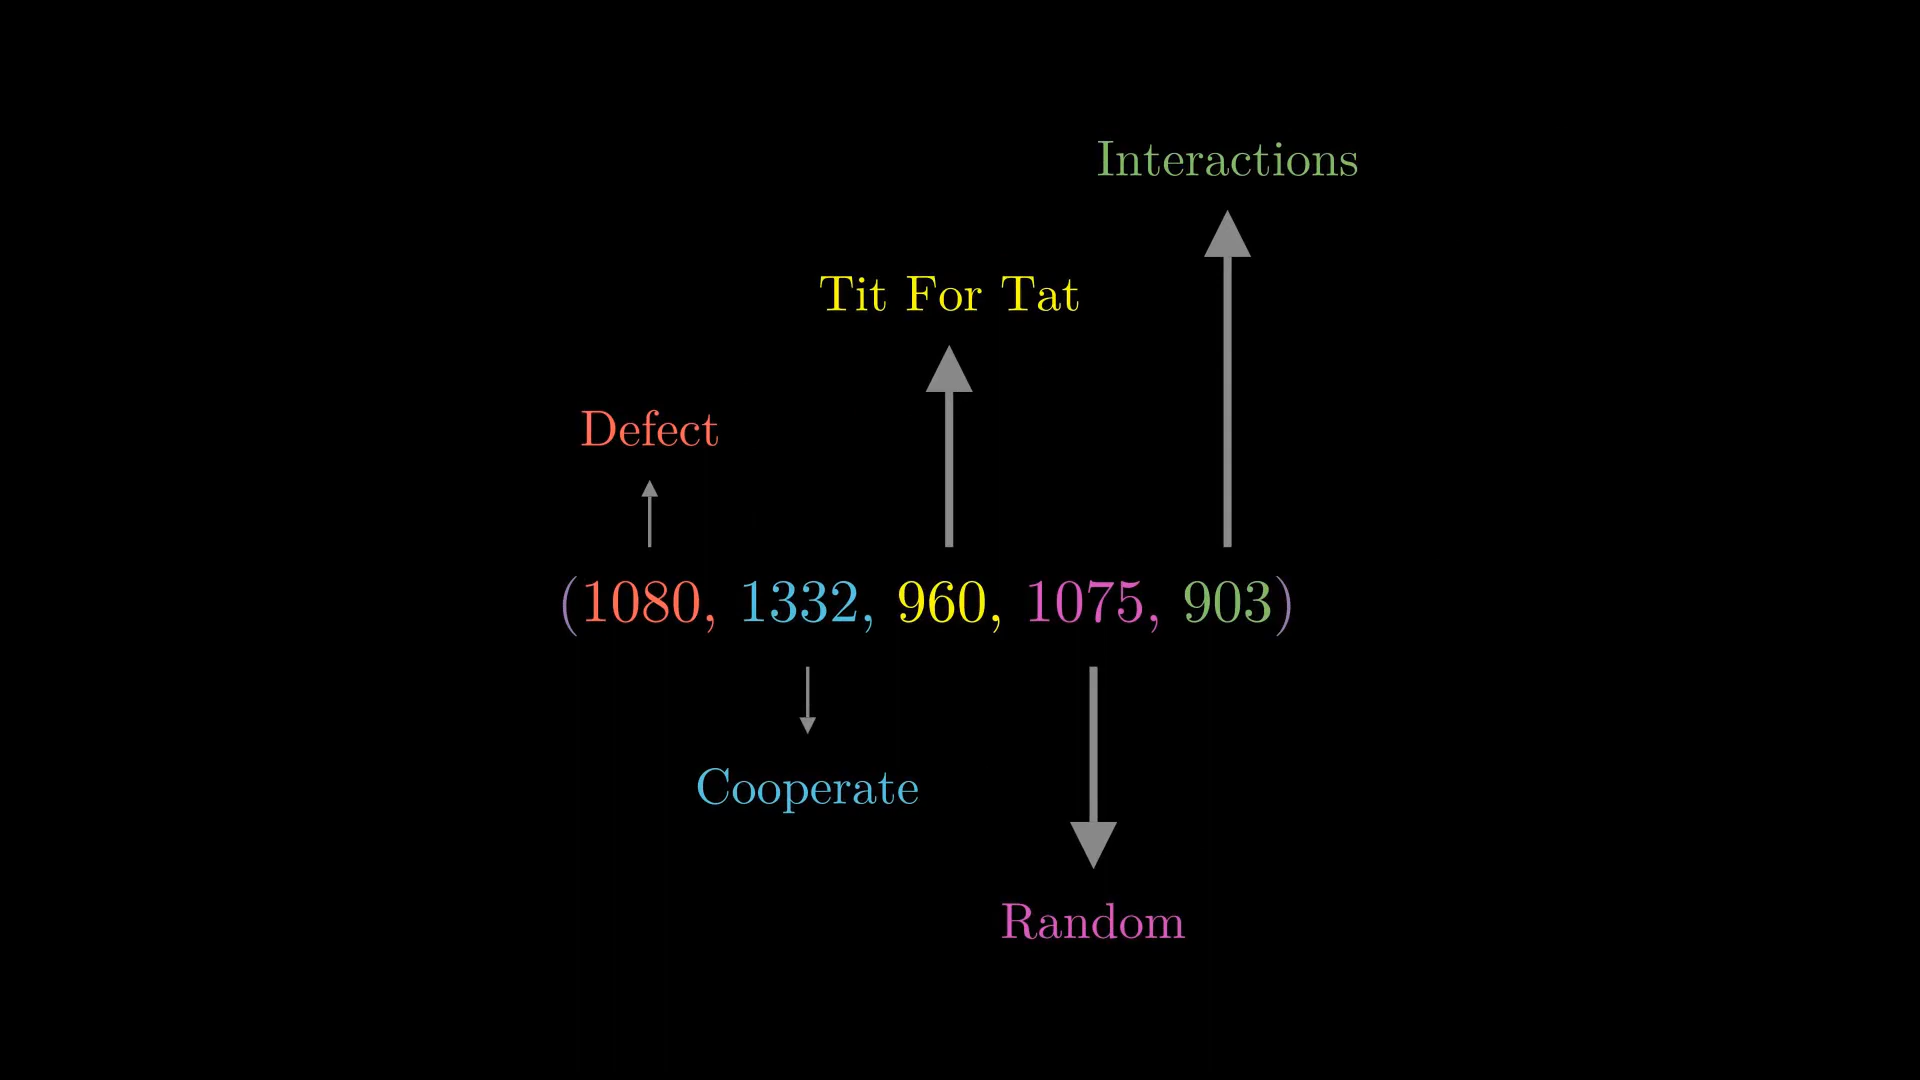 Interactions
Tit For Tat
Defect
(1080, 1332, 960, 1075, 903)
Cooperate
Random